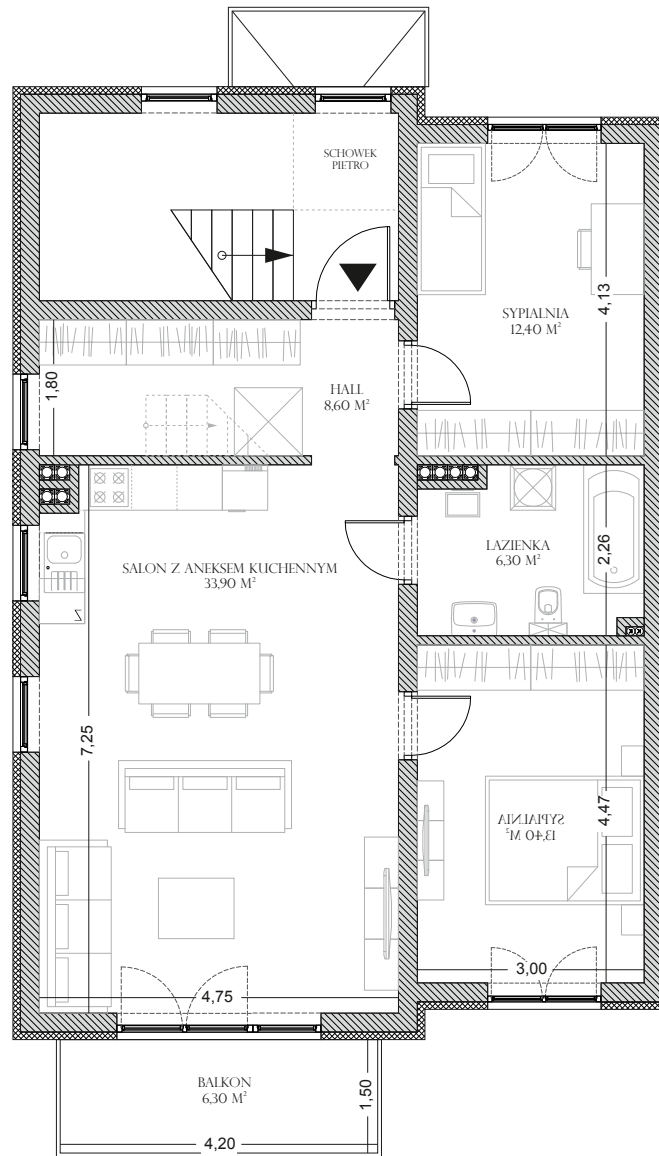 SCHOWEK
PIETRO
SYPIALNIA
12,40 M²
4,13
1,80
HALL
8,60 M²
SALON Z ANEKSEM KUCHENNYM
33,90 M²
LAZIENKA
6,30 M²
2,26
Z
7,25
SYPIALNIA
13,40 M²
4,47
3,00
4,75
BALKON
6,30 M²
1,50
4,20